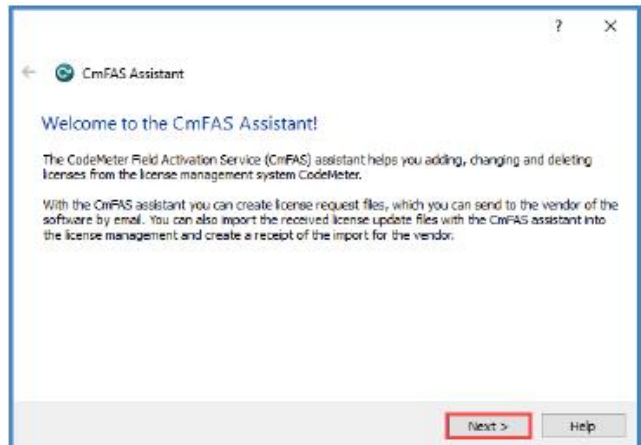 CmFAS Assistant
Welcome to the CmFAS Assistant!
The CodeMeter Field Activation Service (CmFAS) assistant helps you adding, changing and deleting
licenses from the license management system CodeMeter.
With the CmFAS assistant you can create license request files, which you can send to the vendor of the
software by email. You can also import the received license update files with the CmFAS assistant into
the license management and create a receipt of the import for the vendor.
Next >
Help